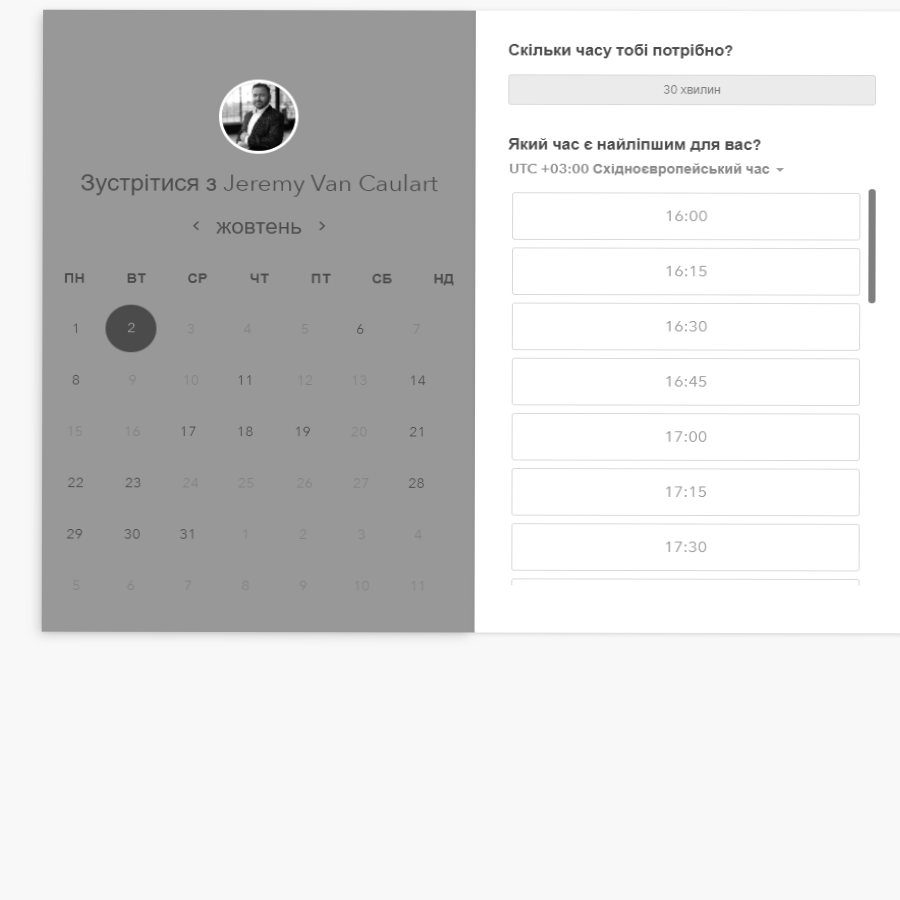 Зустрітися з Jeremy Van Caulart
‹ жовтень ›
ПН ВТ СР ЧТ ПТ СБ НД
1 2 3 4 5 6 7
8 9 10 11 12 13 14
15 16 17 18 19 20 21
22 23 24 25 26 27 28
29 30 31 1 2 3 4
5 6 7 8 9 10 11
Скільки часу тобі потрібно?
30 хвилин
Який час є найліпшим для вас?
UTC +03:00 Східноєвропейський час
16:00
16:15
16:30
16:45
17:00
17:15
17:30